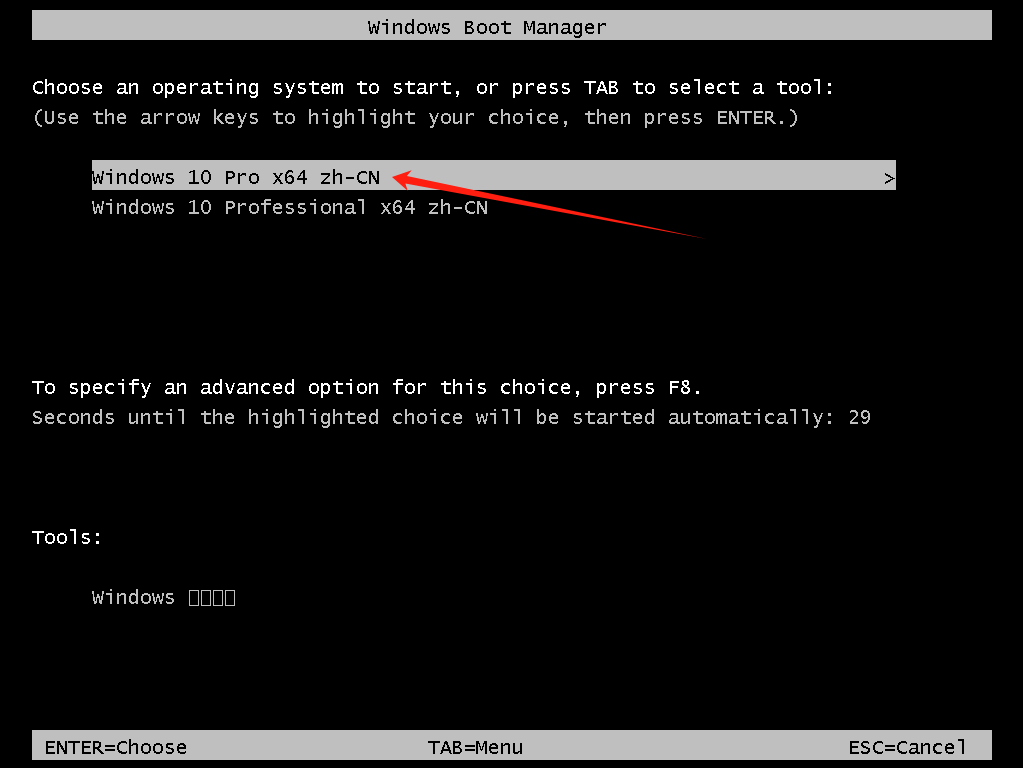 Windows Boot Manager
Choose an operating system to start, or press TAB to select a tool:
(Use the arrow keys to highlight your choice, then press ENTER.)
Windows 10 Pro x64 zh-CN >
Windows 10 Professional x64 zh-CN
To specify an advanced option for this choice, press F8.
Seconds until the highlighted choice will be started automatically: 29
Tools:
Windows □□□□
ENTER=Choose TAB=Menu ESC=Cancel